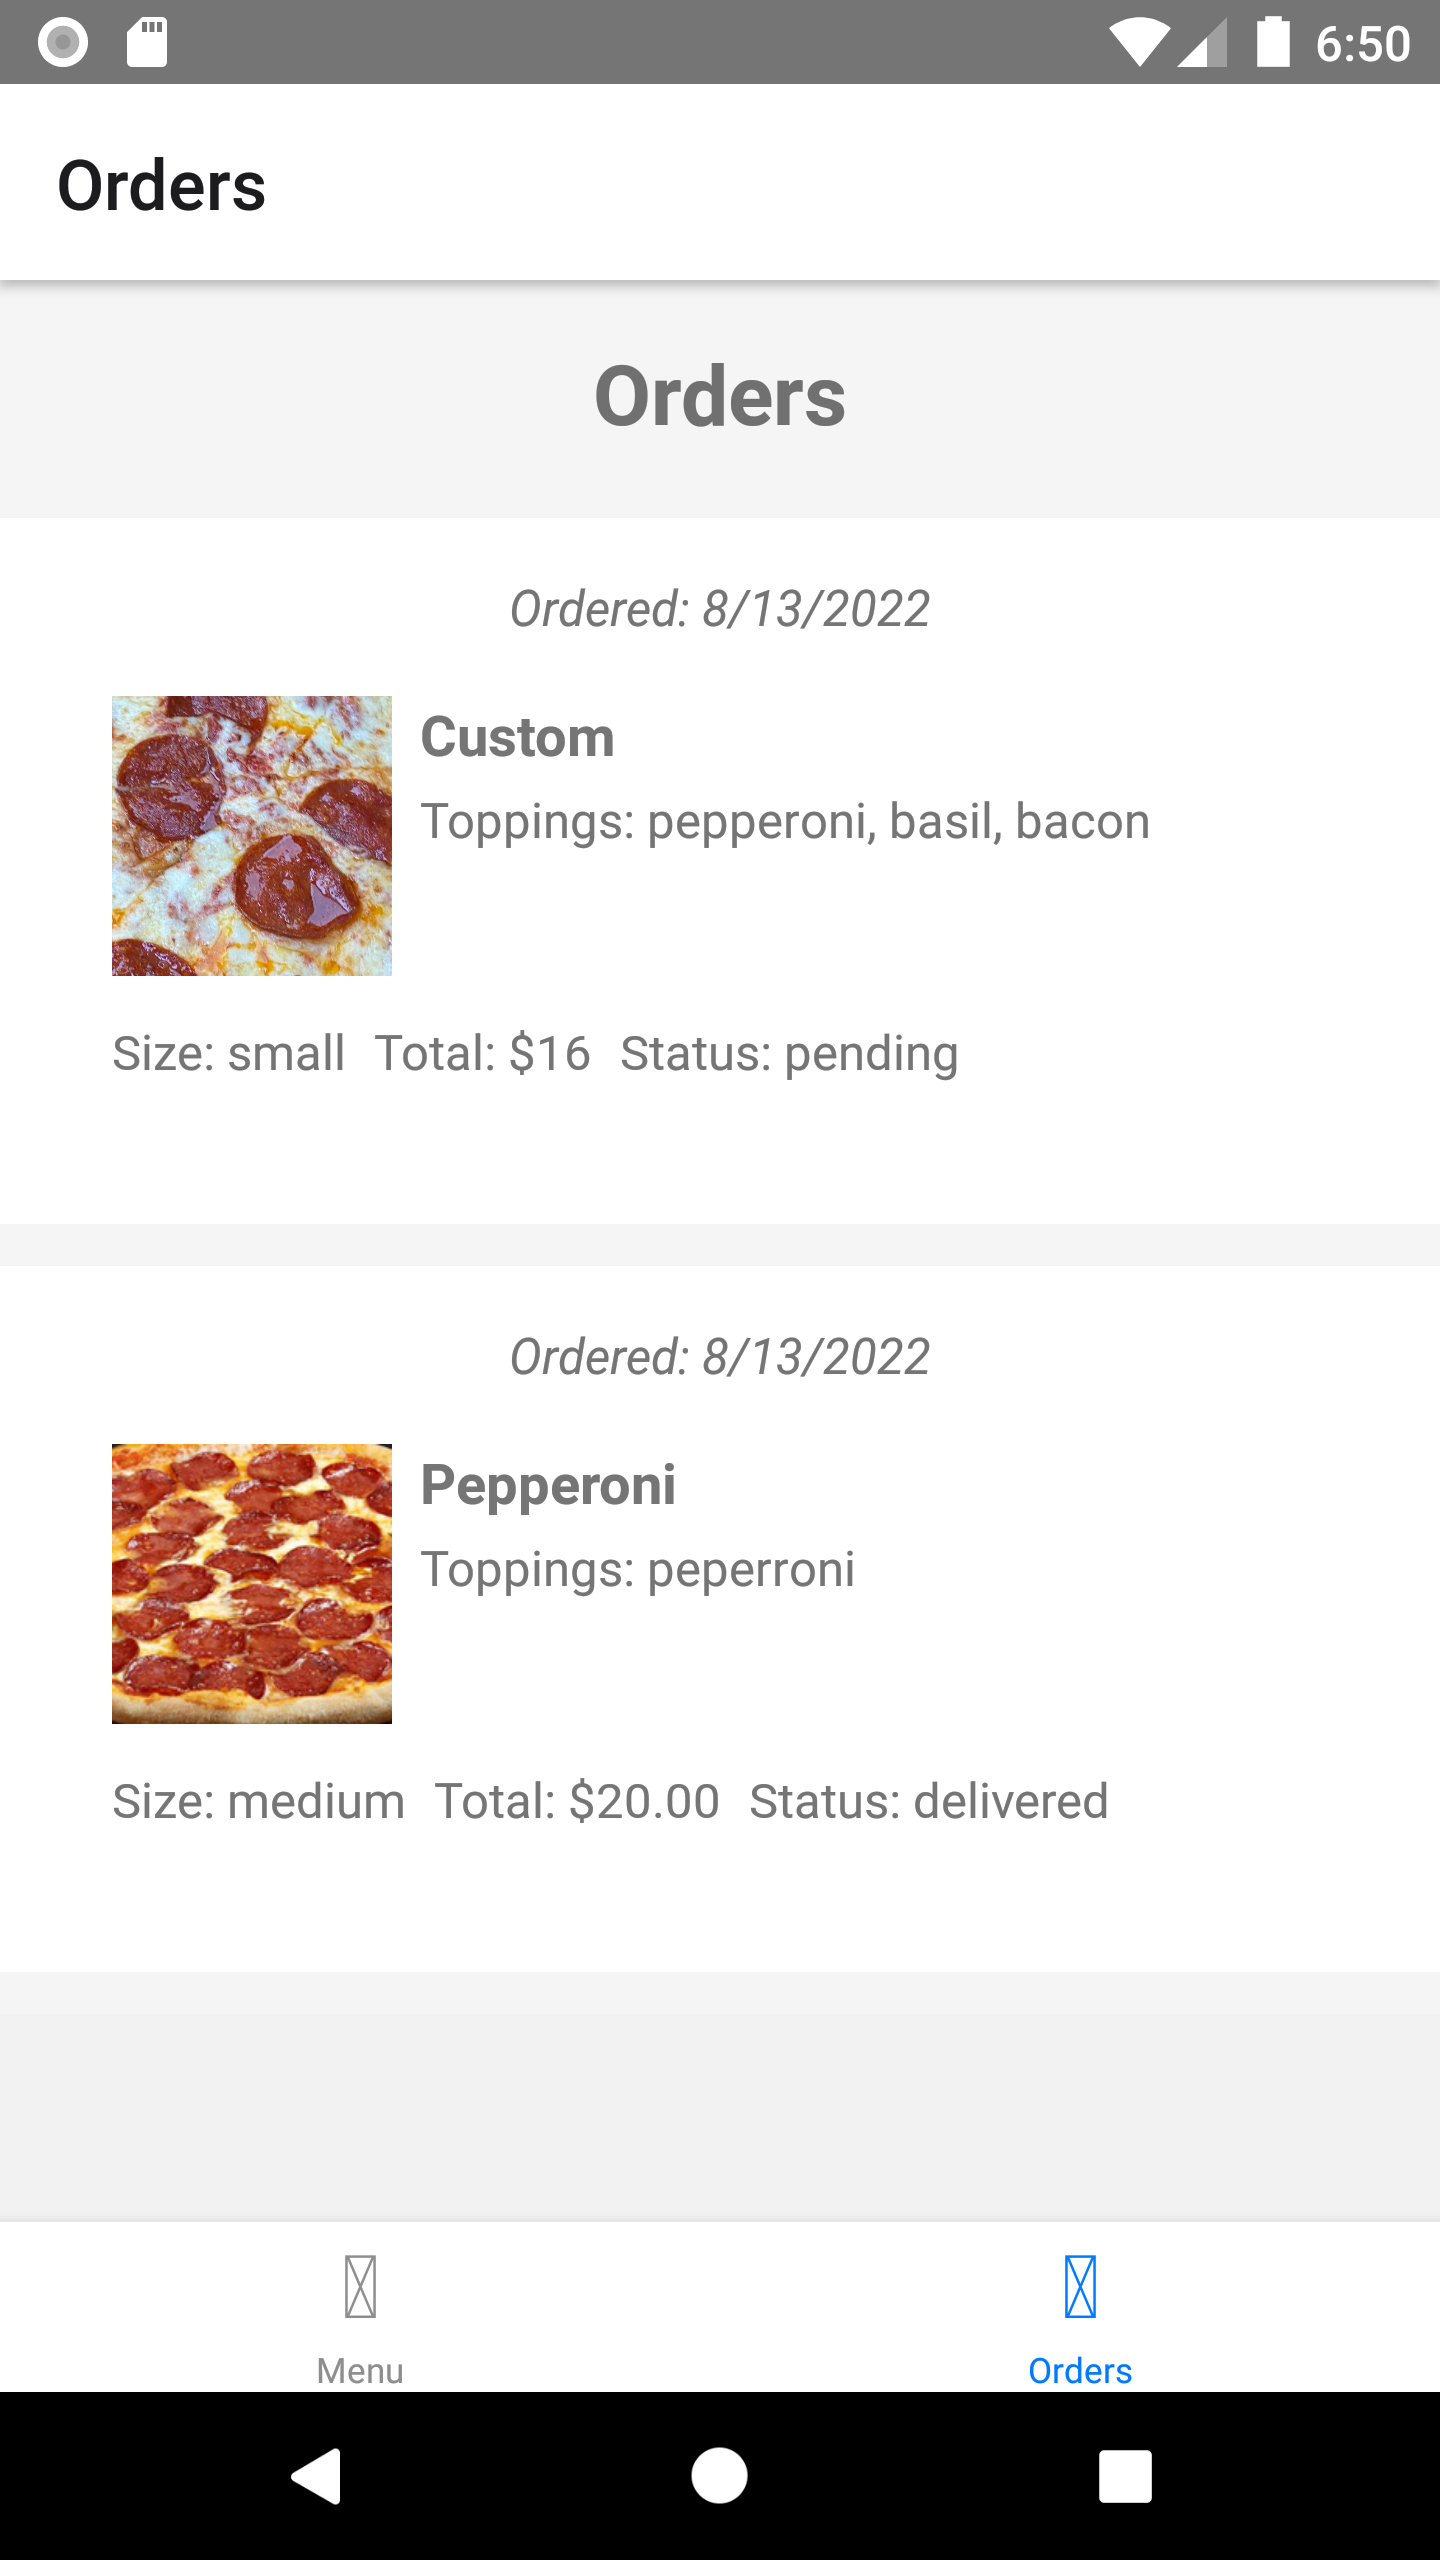 6:50
Orders
Orders
Ordered: 8/13/2022
Custom
Toppings: pepperoni, basil, bacon
Size: small Total: $16 Status: pending
Ordered: 8/13/2022
Pepperoni
Toppings: peperroni
Size: medium Total: $20.00 Status: delivered
Menu Orders